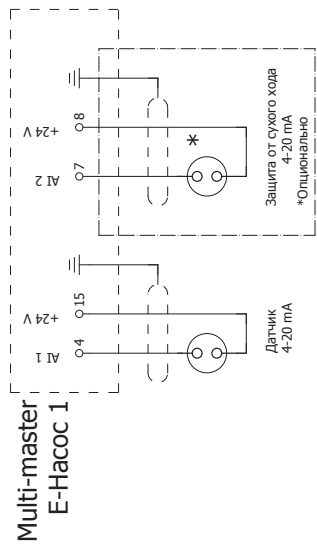 Multi-master
E-Насос 1
AI 1
4
+24 V
15
AI 2
7
+24 V
8
*
Датчик
4-20 mA
Защита от сухого хода
4-20 mA
*Опционально